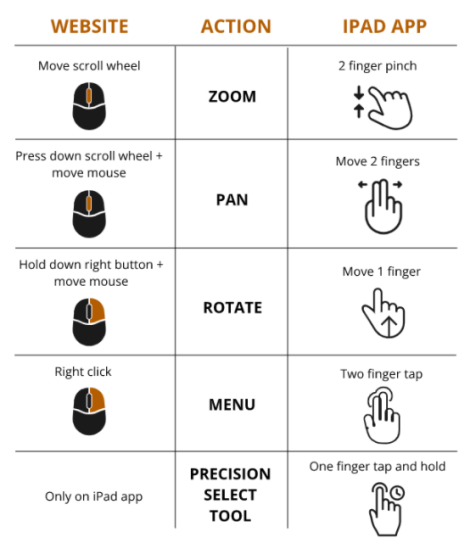 WEBSITE ACTION IPAD APP
Move scroll wheel
ZOOM
2 finger pinch
Press down scroll wheel +
move mouse
PAN
Move 2 fingers
Hold down right button +
move mouse
ROTATE
Move 1 finger
Right click
MENU
Two finger tap
Only on iPad app
PRECISION
SELECT
TOOL
One finger tap and hold